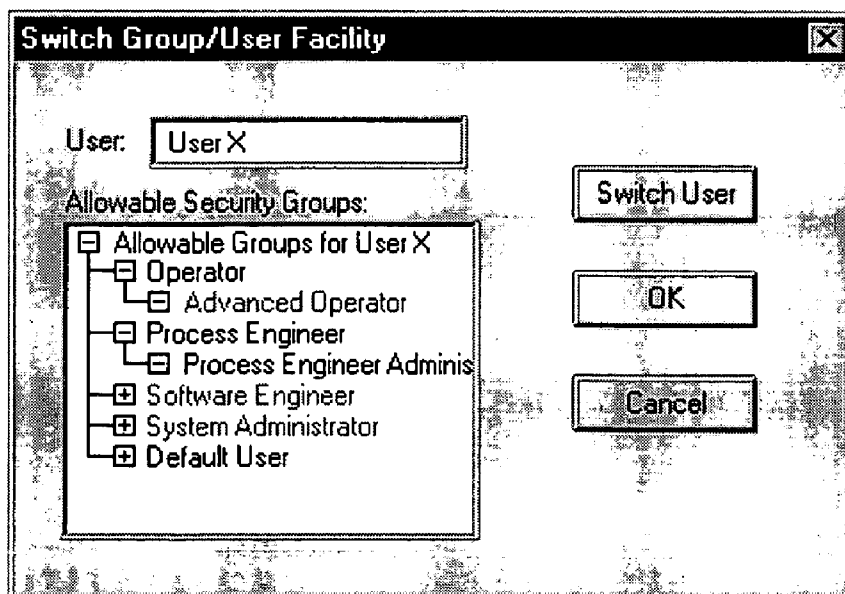 Switch Group/User Facility
User: User X
Allowable Security Groups:
Allowable Groups for User X
Operator
Advanced Operator
Process Engineer
Process Engineer Adminis
Software Engineer
System Administrator
Default User
Switch User
OK
Cancel